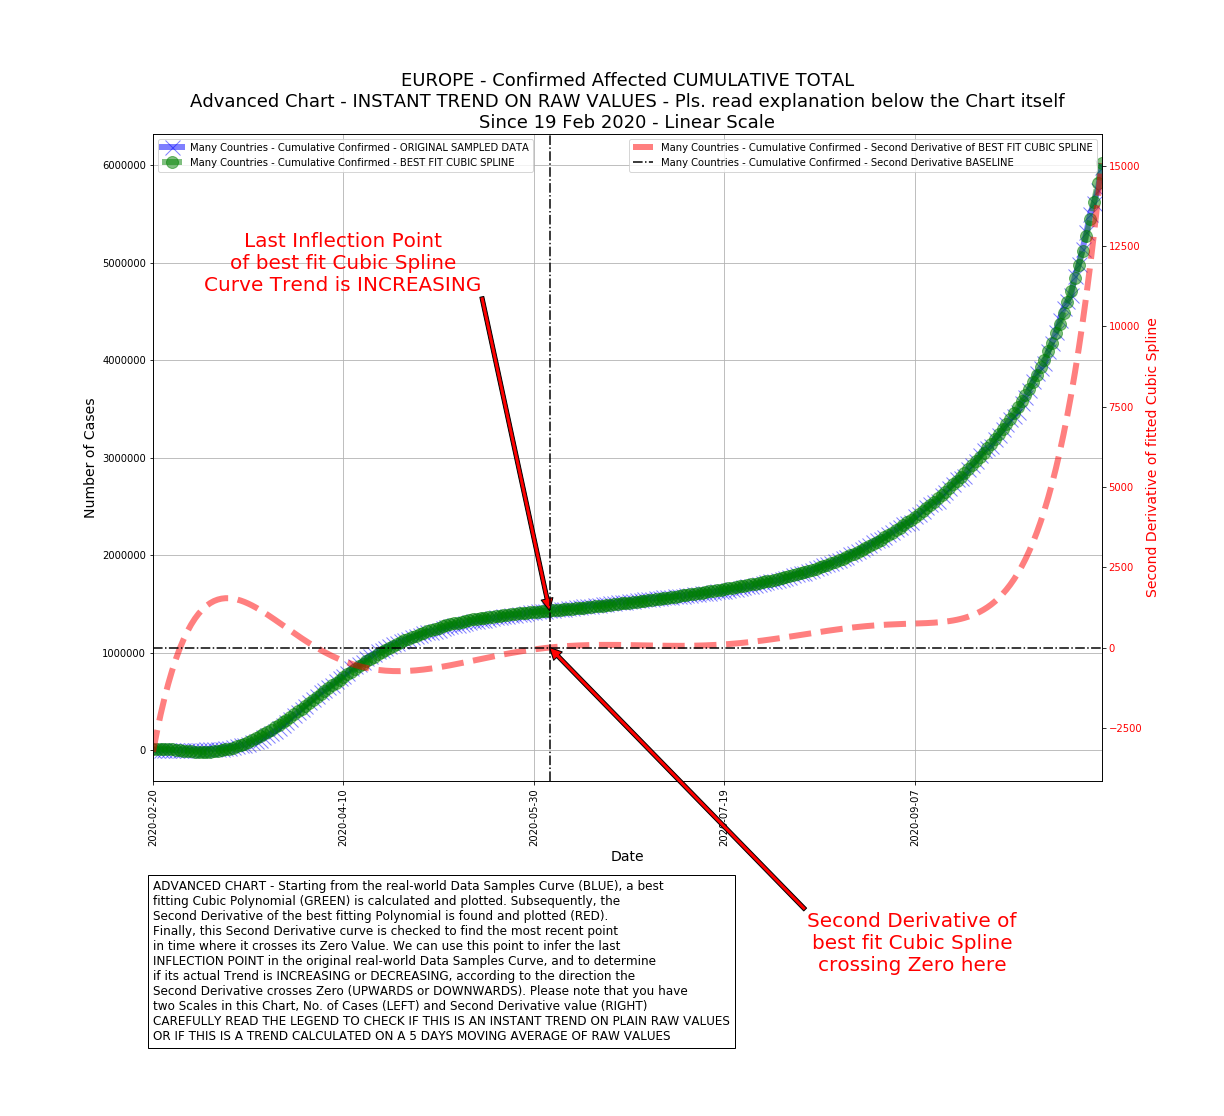 EUROPE - Confirmed Affected CUMULATIVE TOTAL
Advanced Chart - INSTANT TREND ON RAW VALUES - Pls. read explanation below the Chart itself
Since 19 Feb 2020 - Linear Scale
Many Countries - Cumulative Confirmed - ORIGINAL SAMPLED DATA
Many Countries - Cumulative Confirmed - BEST FIT CUBIC SPLINE
Many Countries - Cumulative Confirmed - Second Derivative of BEST FIT CUBIC SPLINE
Many Countries - Cumulative Confirmed - Second Derivative BASELINE
Last Inflection Point
of best fit Cubic Spline
Curve Trend is INCREASING
Number of Cases
6000000
5000000
4000000
3000000
2000000
1000000
0
15000
12500
10000
7500
5000
2500
0
−2500
Second Derivative of fitted Cubic Spline
2020-02-20
2020-04-10
2020-05-30
2020-07-19
2020-09-07
Date
ADVANCED CHART - Starting from the real-world Data Samples Curve (BLUE), a best
fitting Cubic Polynomial (GREEN) is calculated and plotted. Subsequently, the
Second Derivative of the best fitting Polynomial is found and plotted (RED).
Finally, this Second Derivative curve is checked to find the most recent point
in time where it crosses its Zero Value. We can use this point to infer the last
INFLECTION POINT in the original real-world Data Samples Curve, and to determine
if its actual Trend is INCREASING or DECREASING, according to the direction the
Second Derivative crosses Zero (UPWARDS or DOWNWARDS). Please note that you have
two Scales in this Chart, No. of Cases (LEFT) and Second Derivative value (RIGHT)
CAREFULLY READ THE LEGEND TO CHECK IF THIS IS AN INSTANT TREND ON PLAIN RAW VALUES
OR IF THIS IS A TREND CALCULATED ON A 5 DAYS MOVING AVERAGE OF RAW VALUES
Second Derivative of
best fit Cubic Spline
crossing Zero here